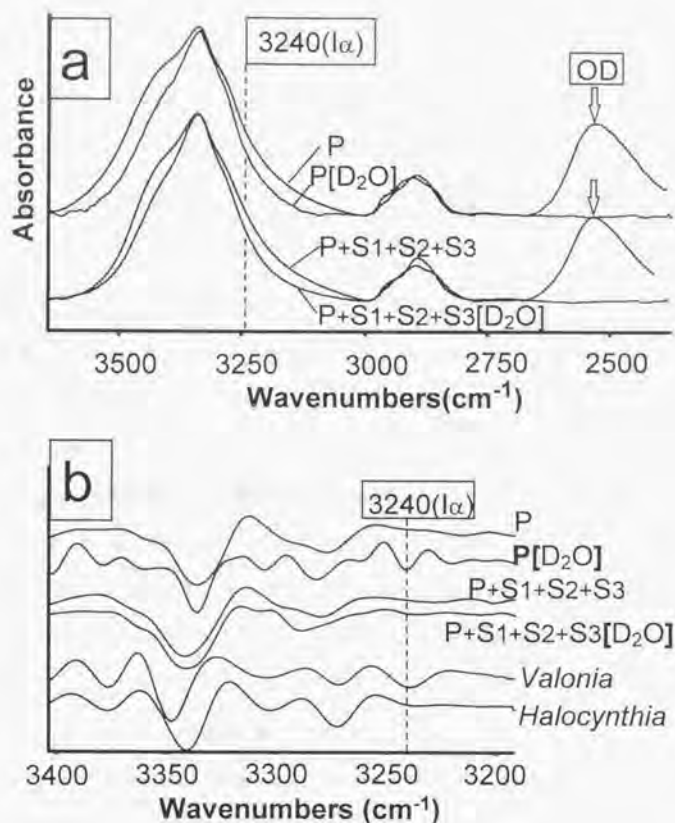 a
3240(Iα)
OD
P
P[D₂O]
P+S1+S2+S3
P+S1+S2+S3[D₂O]
Absorbance
3500 3250 3000 2750 2500
Wavenumbers(cm⁻¹)
b
3240(Iα)
P
P[D₂O]
P+S1+S2+S3
P+S1+S2+S3[D₂O]
Valonia
Halocynthia
3400 3350 3300 3250 3200
Wavenumbers (cm⁻¹)